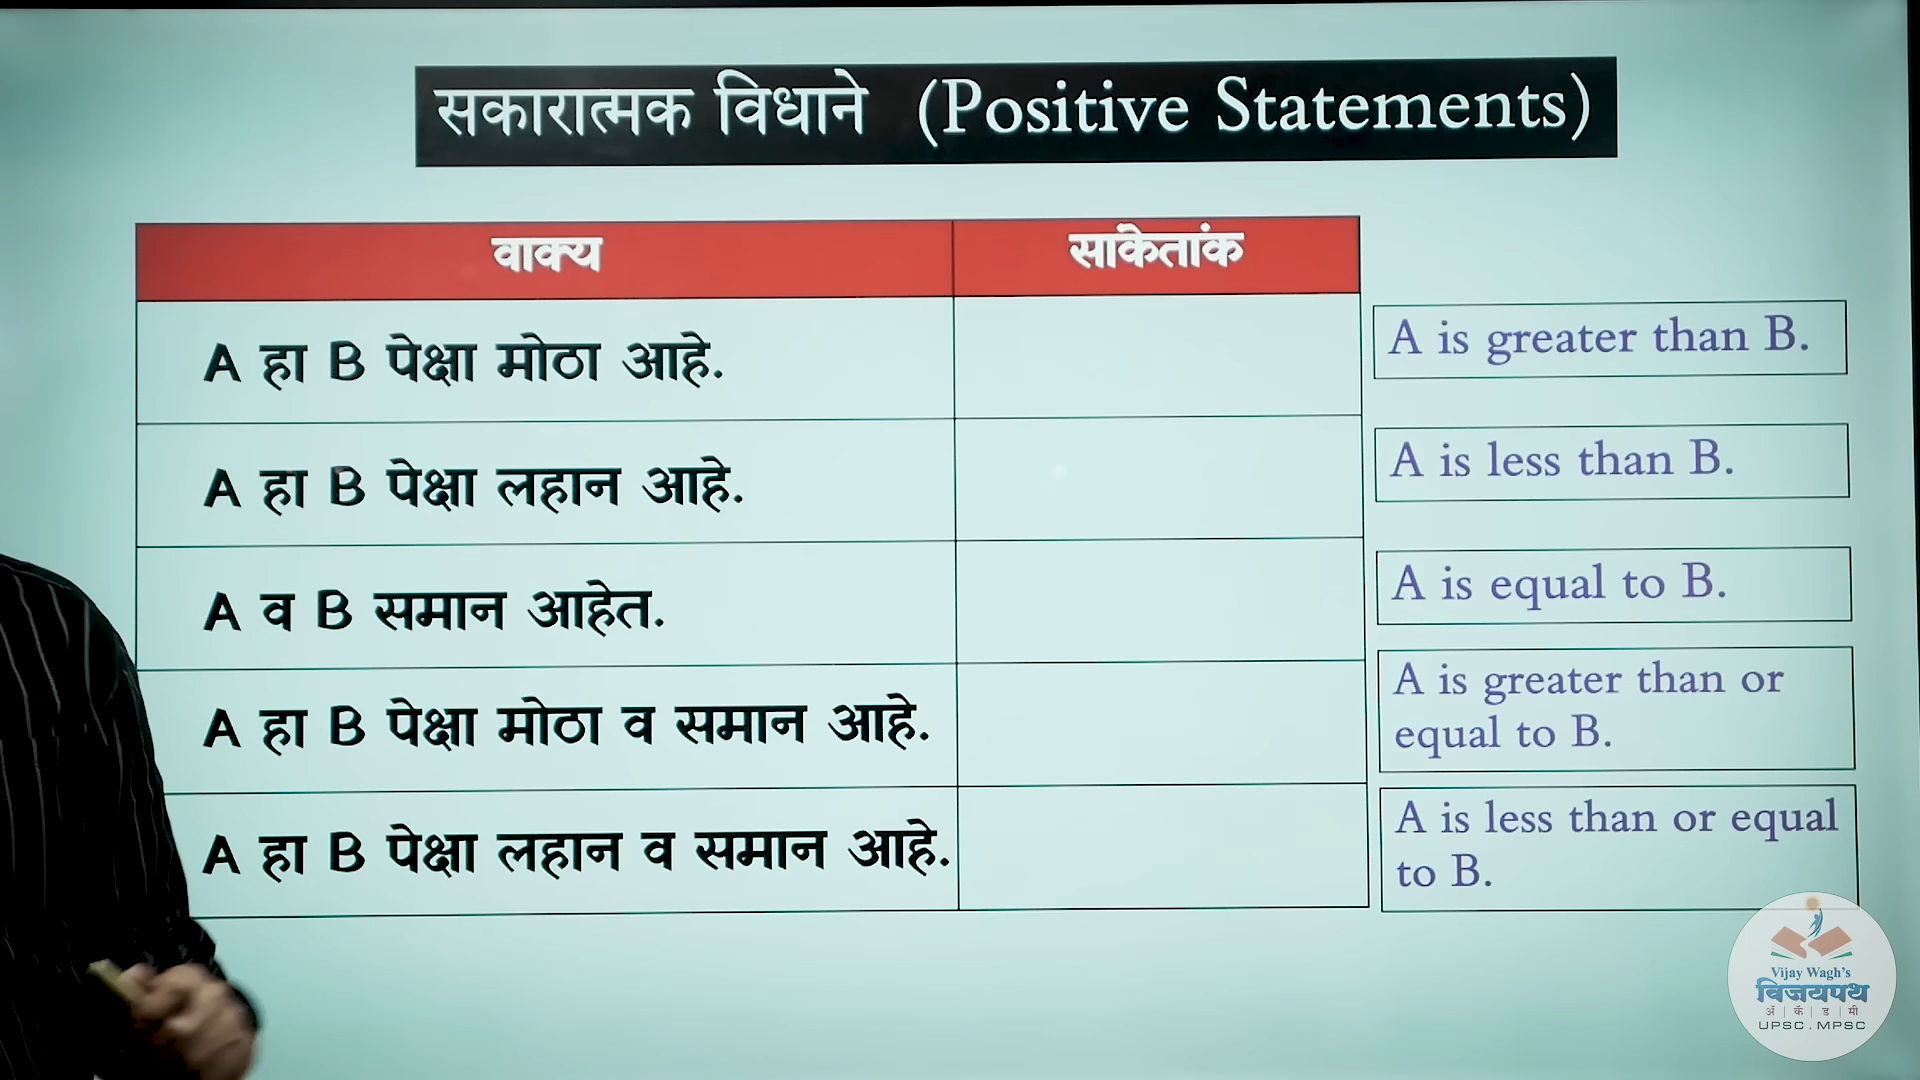 सकारात्मक विधाने (Positive Statements)
वाक्य
सांकेतांक
A हा B पेक्षा मोठा आहे.
A is greater than B.
A हा B पेक्षा लहान आहे.
A is less than B.
A व B समान आहेत.
A is equal to B.
A हा B पेक्षा मोठा व समान आहे.
A is greater than or
equal to B.
A हा B पेक्षा लहान व समान आहे.
A is less than or equal
to B.
Vijay Wagh's
विजयपथ
ॲ | कॅ | ड | मी
UPSC . MPSC